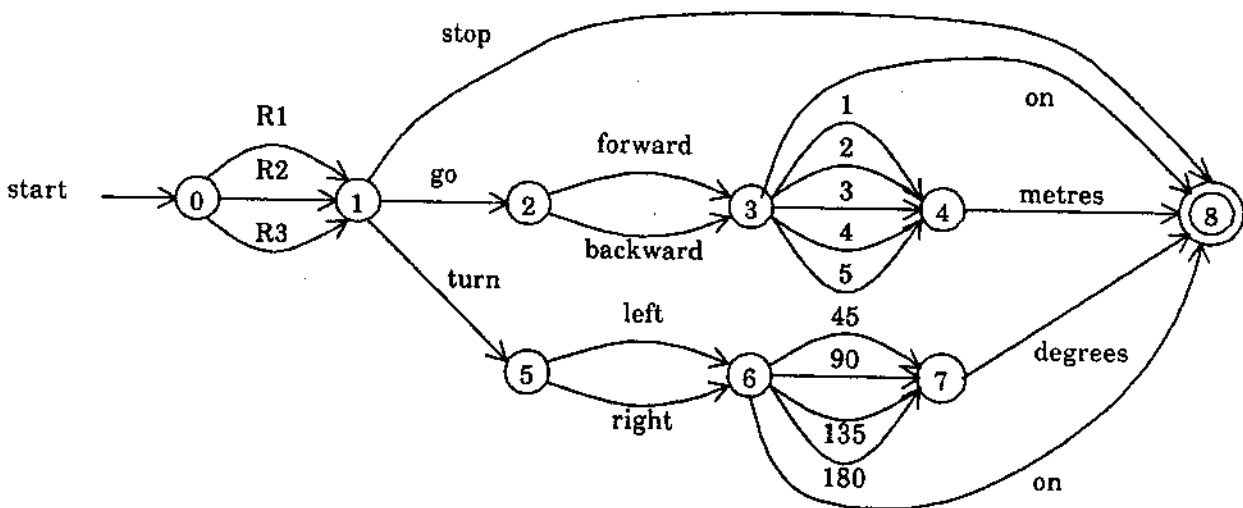 stop
on
R1
1
forward
2
R2
go
3
metres
start
0
1
2
3
4
8
R3
4
backward
5
turn
left
45
90
degrees
5
6
7
right
135
180
on